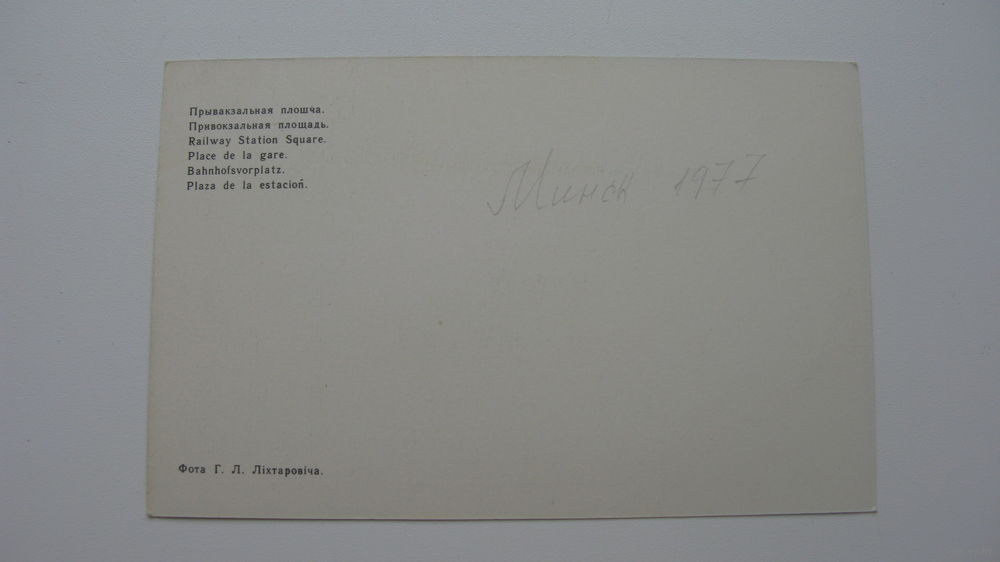 Прывакзальная плошча.
Привокзальная площадь.
Railway Station Square.
Place de la gare.
Bahnhofsvorplatz.
Plaza de la estacioń.
Минск 1977
Фота Г. Л. Ліхтаровіча.